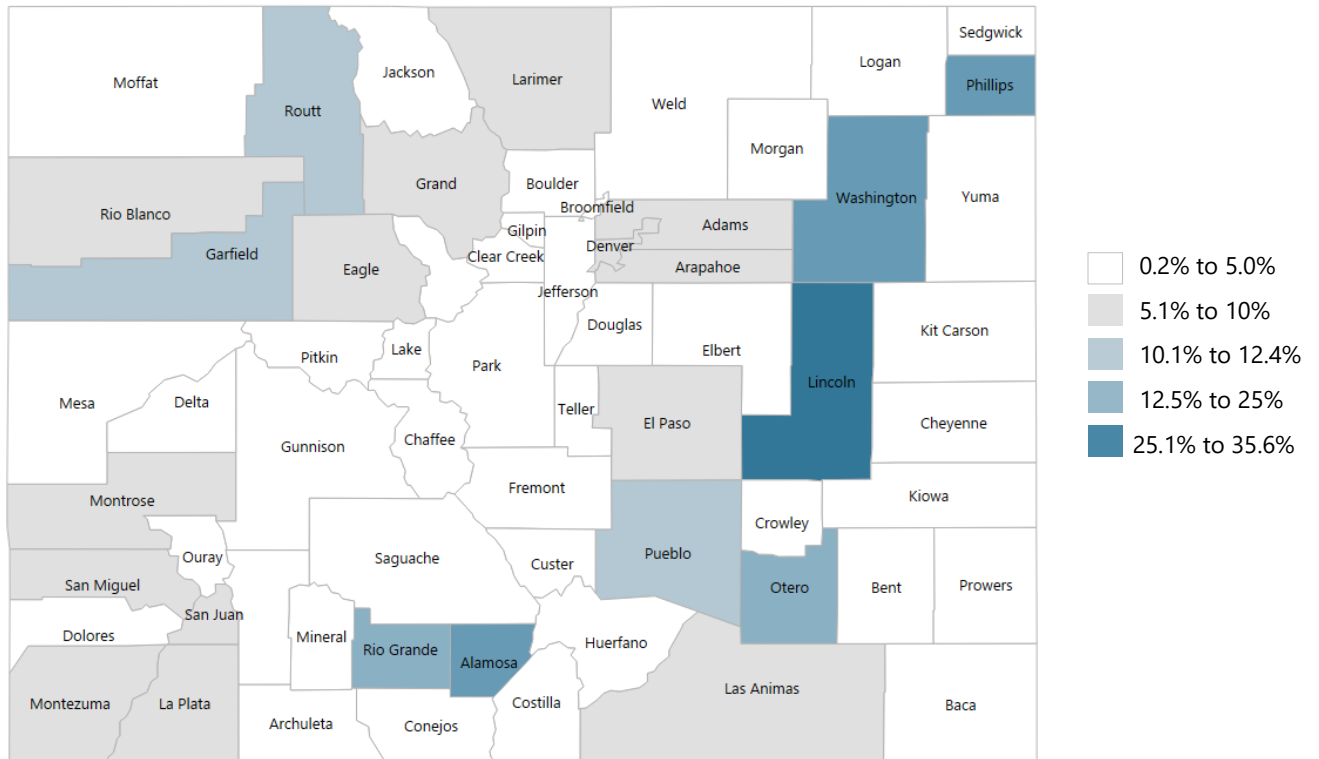 Sedgwick
Logan
Jackson
Larimer
Moffat
Phillips
Weld
Routt
Morgan
Boulder
Grand
Yuma
Washington
Broomfield
Rio Blanco
Adams
Gilpin
Denver
Garfield
Clear Creek
Arapahoe
Eagle
Jefferson
Douglas
Kit Carson
Lake
Elbert
Pitkin
Park
Lincoln
Mesa
Delta
Teller
El Paso
Cheyenne
Chaffee
Gunnison
Fremont
Kiowa
Montrose
Crowley
Pueblo
Ouray
Saguache
Custer
San Miguel
Otero
Bent
Prowers
San Juan
Dolores
Mineral
Huerfano
Rio Grande
Alamosa
Las Animas
Montezuma
La Plata
Costilla
Baca
Archuleta
Conejos
0.2% to 5.0%
5.1% to 10%
10.1% to 12.4%
12.5% to 25%
25.1% to 35.6%